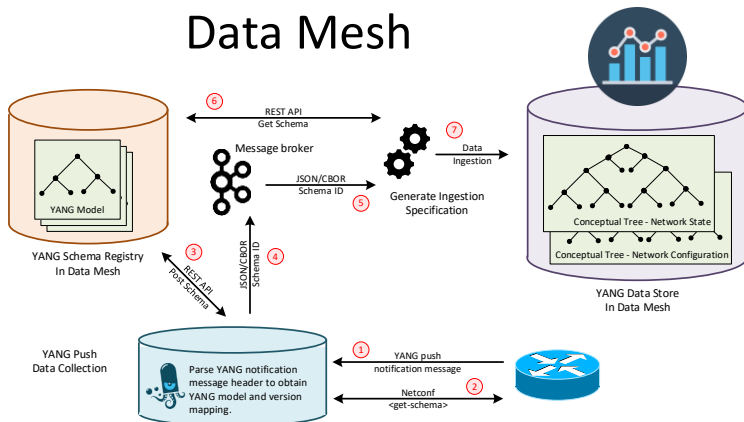 Data Mesh
6
REST API
Get Schema
Message broker
7
Data
Ingestion
YANG Model
JSON/CBOR
Schema ID
5
Generate Ingestion
Specification
Conceptual Tree - Network State
Conceptual Tree - Network Configuration
YANG Schema Registry
In Data Mesh
3
REST API
Post Schema
JSON/CBOR
Schema ID
4
YANG Data Store
In Data Mesh
YANG Push
Data Collection
Parse YANG notification
message header to obtain
YANG model and version
mapping.
1
YANG push
notification message
2
Netconf
<get-schema>